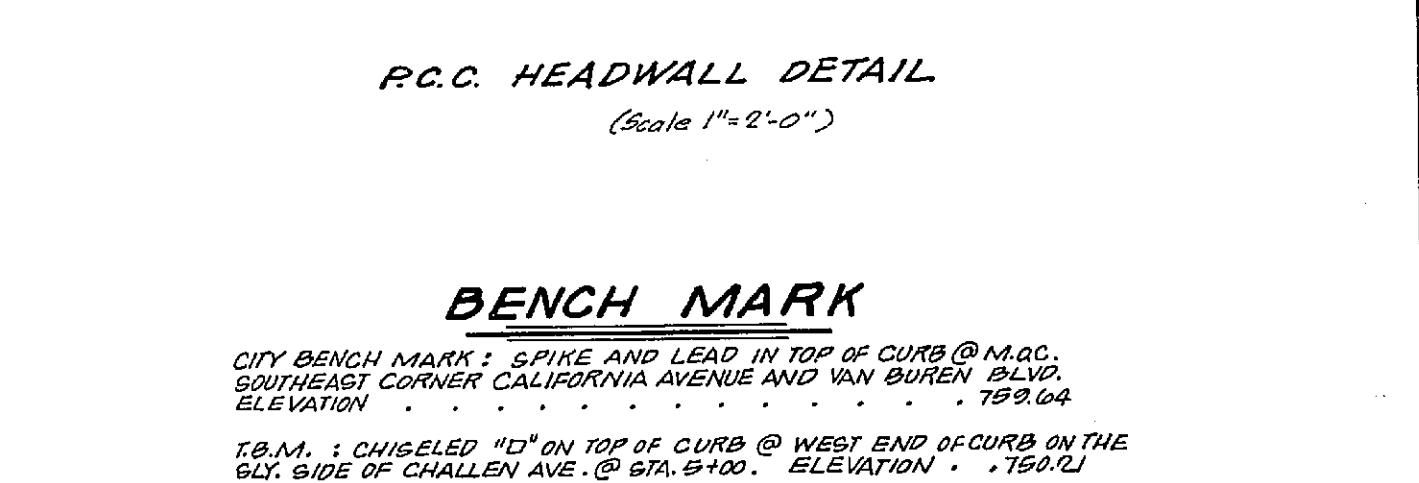 P.C.C. HEADWALL DETAIL
(Scale 1"=2'-0")
BENCH MARK
CITY BENCH MARK : SPIKE AND LEAD IN TOP OF CURB @ M.O.C.
SOUTHEAST CORNER CALIFORNIA AVENUE AND VAN BUREN BLVD.
ELEVATION . . . . . . . . . . . . . 759.64
T.B.M. : CHISELED "□" ON TOP OF CURB @ WEST END OF CURB ON THE
SLY. SIDE OF CHALLEN AVE. @ STA. 5+00. ELEVATION . . 750.21